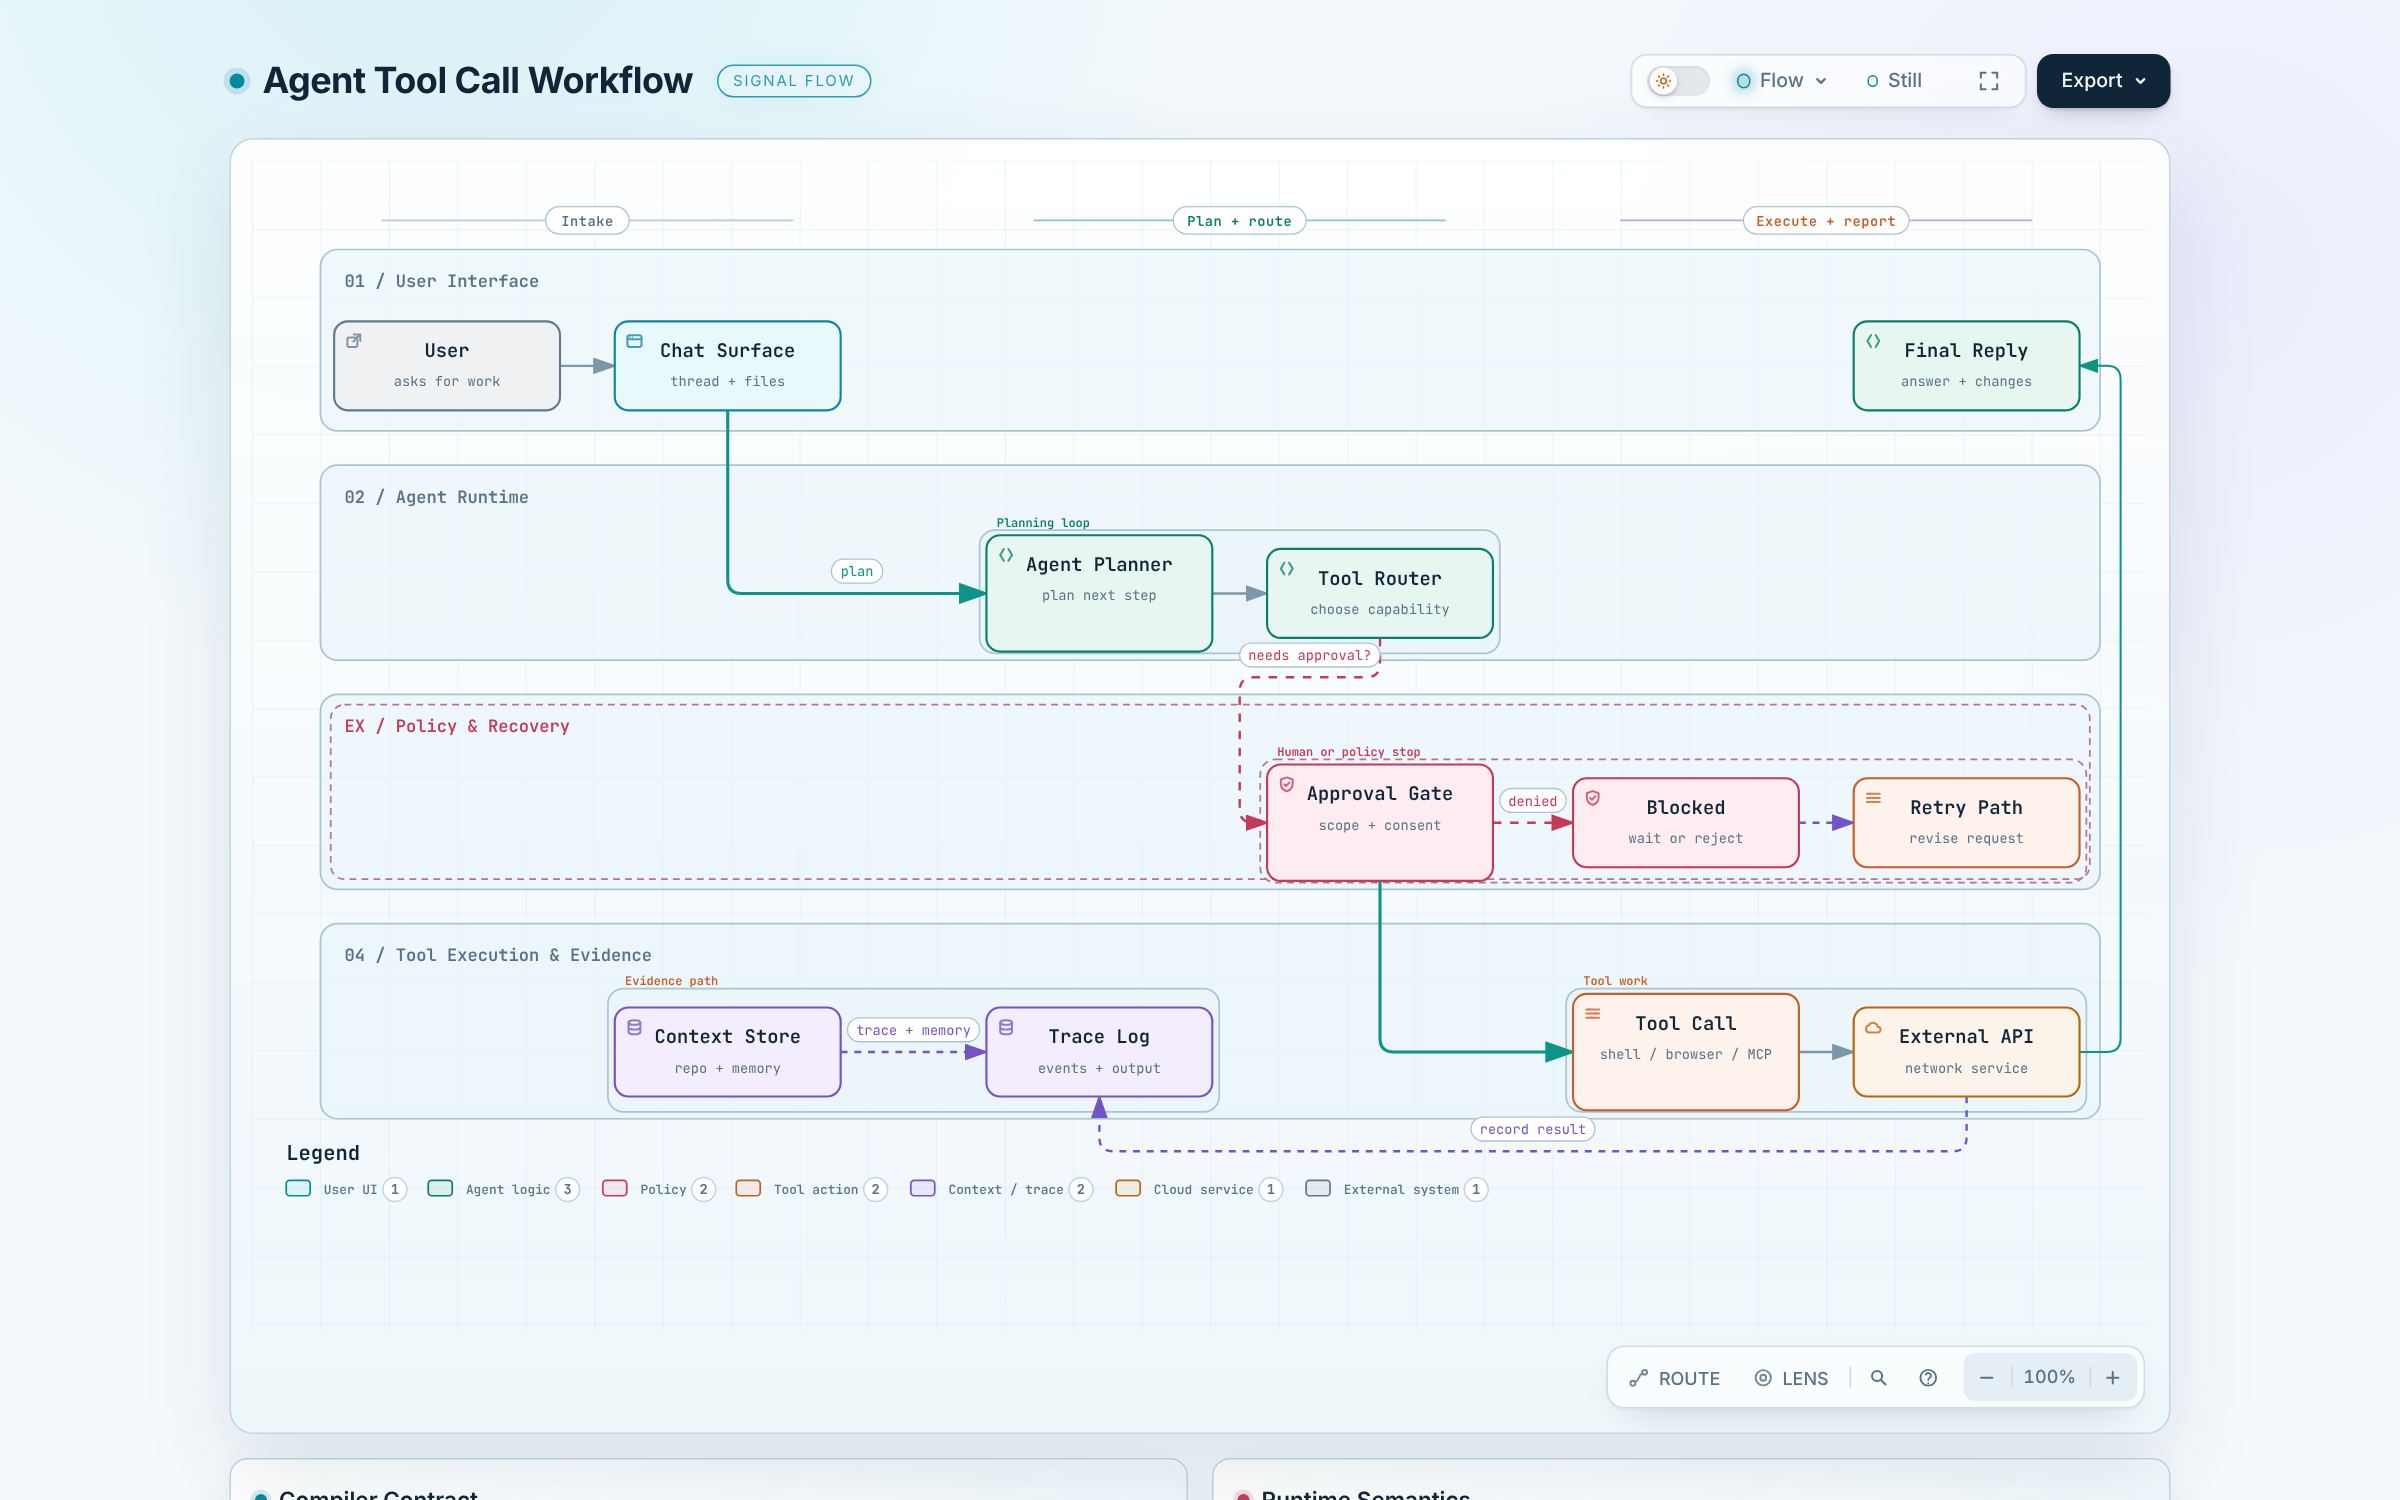 Agent Tool Call Workflow
SIGNAL FLOW
Flow
Still
Export
Intake
Plan + route
Execute + report
01 / User Interface
User
asks for work
Chat Surface
thread + files
Final Reply
answer + changes
02 / Agent Runtime
Planning loop
plan
Agent Planner
plan next step
Tool Router
choose capability
needs approval?
EX / Policy & Recovery
Human or policy stop
Approval Gate
scope + consent
denied
Blocked
wait or reject
Retry Path
revise request
04 / Tool Execution & Evidence
Evidence path
Context Store
repo + memory
trace + memory
Trace Log
events + output
Tool work
Tool Call
shell / browser / MCP
External API
network service
record result
Legend
User UI 1
Agent logic 3
Policy 2
Tool action 2
Context / trace 2
Cloud service 1
External system 1
ROUTE
LENS
100%
Compiler Contract
Runtime Semantics